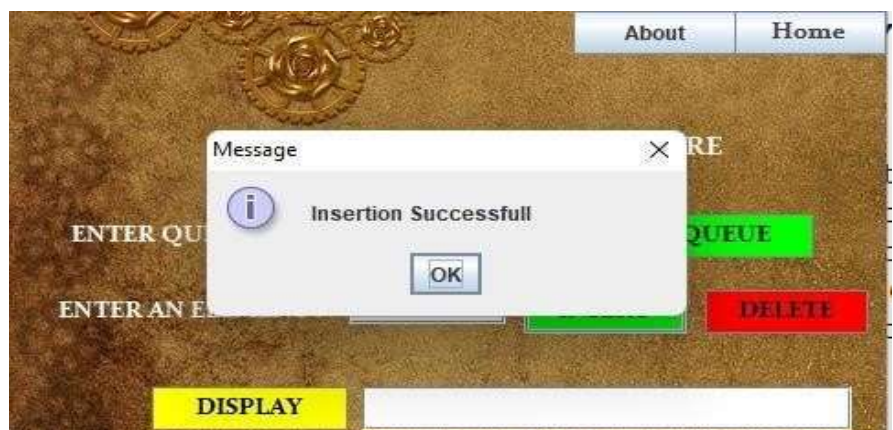 About Home
Message
RE
Insertion Successfull
ENTER QU
QUEUE
OK
ENTER AN E
DELETE
DISPLAY